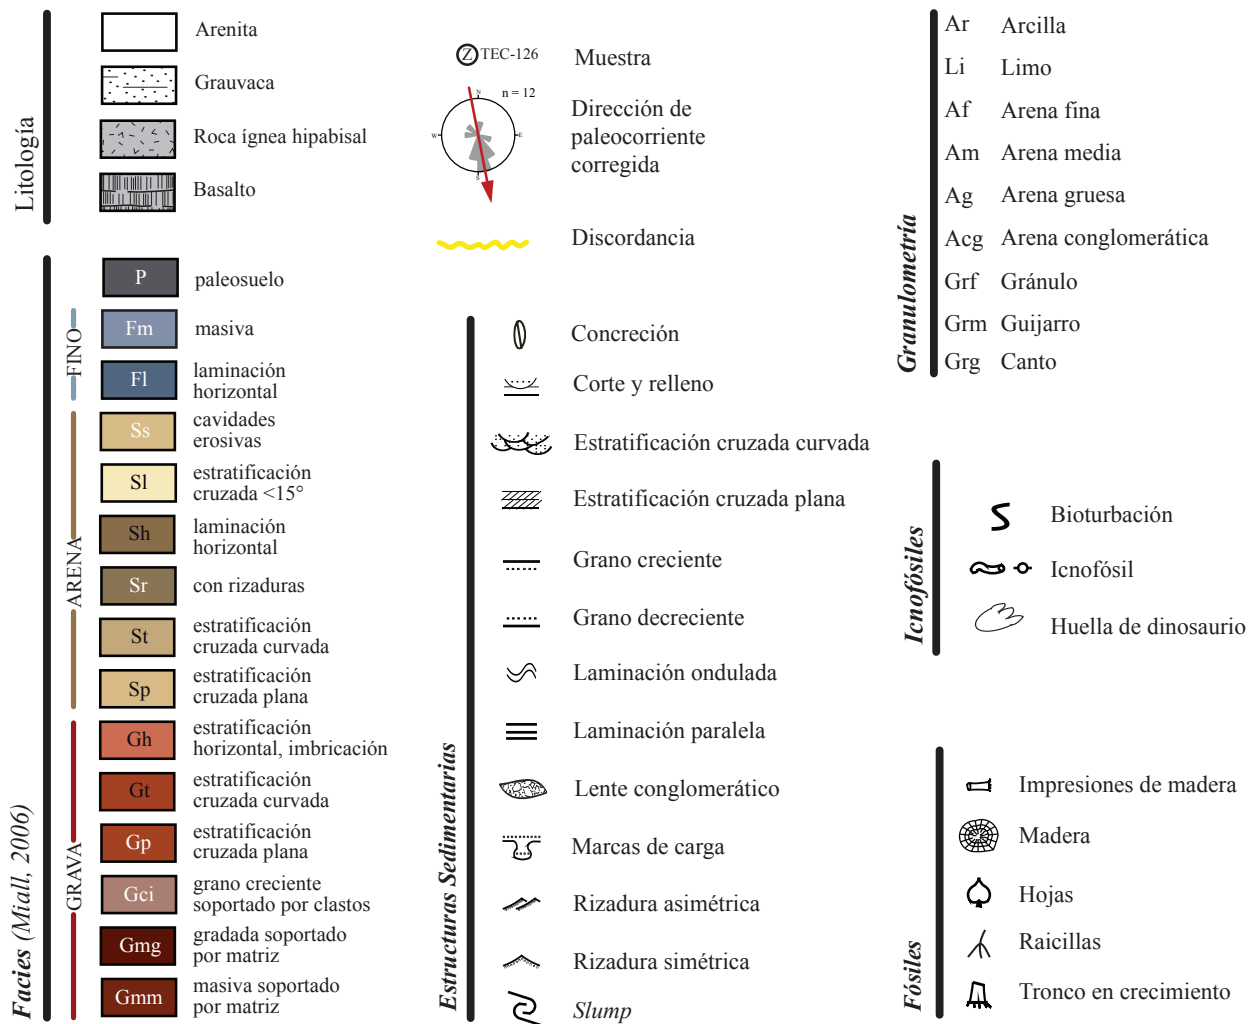 Litología
Arenita
Grauvaca
Roca ígnea hipabisal
Basalto
Facies (Miall, 2006)
P
paleosuelo
FINO
Fm
masiva
Fl
laminación
horizontal
ARENA
Ss
cavidades
erosivas
Sl
estratificación
cruzada <15°
Sh
laminación
horizontal
Sr
con rizaduras
St
estratificación
cruzada curvada
Sp
estratificación
cruzada plana
GRAVA
Gh
estratificación
horizontal, imbricación
Gt
estratificación
cruzada curvada
Gp
estratificación
cruzada plana
Gci
grano creciente
soportado por clastos
Gmg
gradada soportado
por matriz
Gmm
masiva soportado
por matriz
Z TEC-126
Muestra
n = 12
N
W
E
S
Dirección de
paleocorriente
corregida
Discordancia
Estructuras Sedimentarias
Concreción
Corte y relleno
Estratificación cruzada curvada
Estratificación cruzada plana
Grano creciente
Grano decreciente
Laminación ondulada
Laminación paralela
Lente conglomerático
Marcas de carga
Rizadura asimétrica
Rizadura simétrica
Slump
Granulometría
Ar Arcilla
Li Limo
Af Arena fina
Am Arena media
Ag Arena gruesa
Acg Arena conglomerática
Grf Gránulo
Grm Guijarro
Grg Canto
Icnofósiles
Bioturbación
Icnofósil
Huella de dinosaurio
Fósiles
Impresiones de madera
Madera
Hojas
Raicillas
Tronco en crecimiento